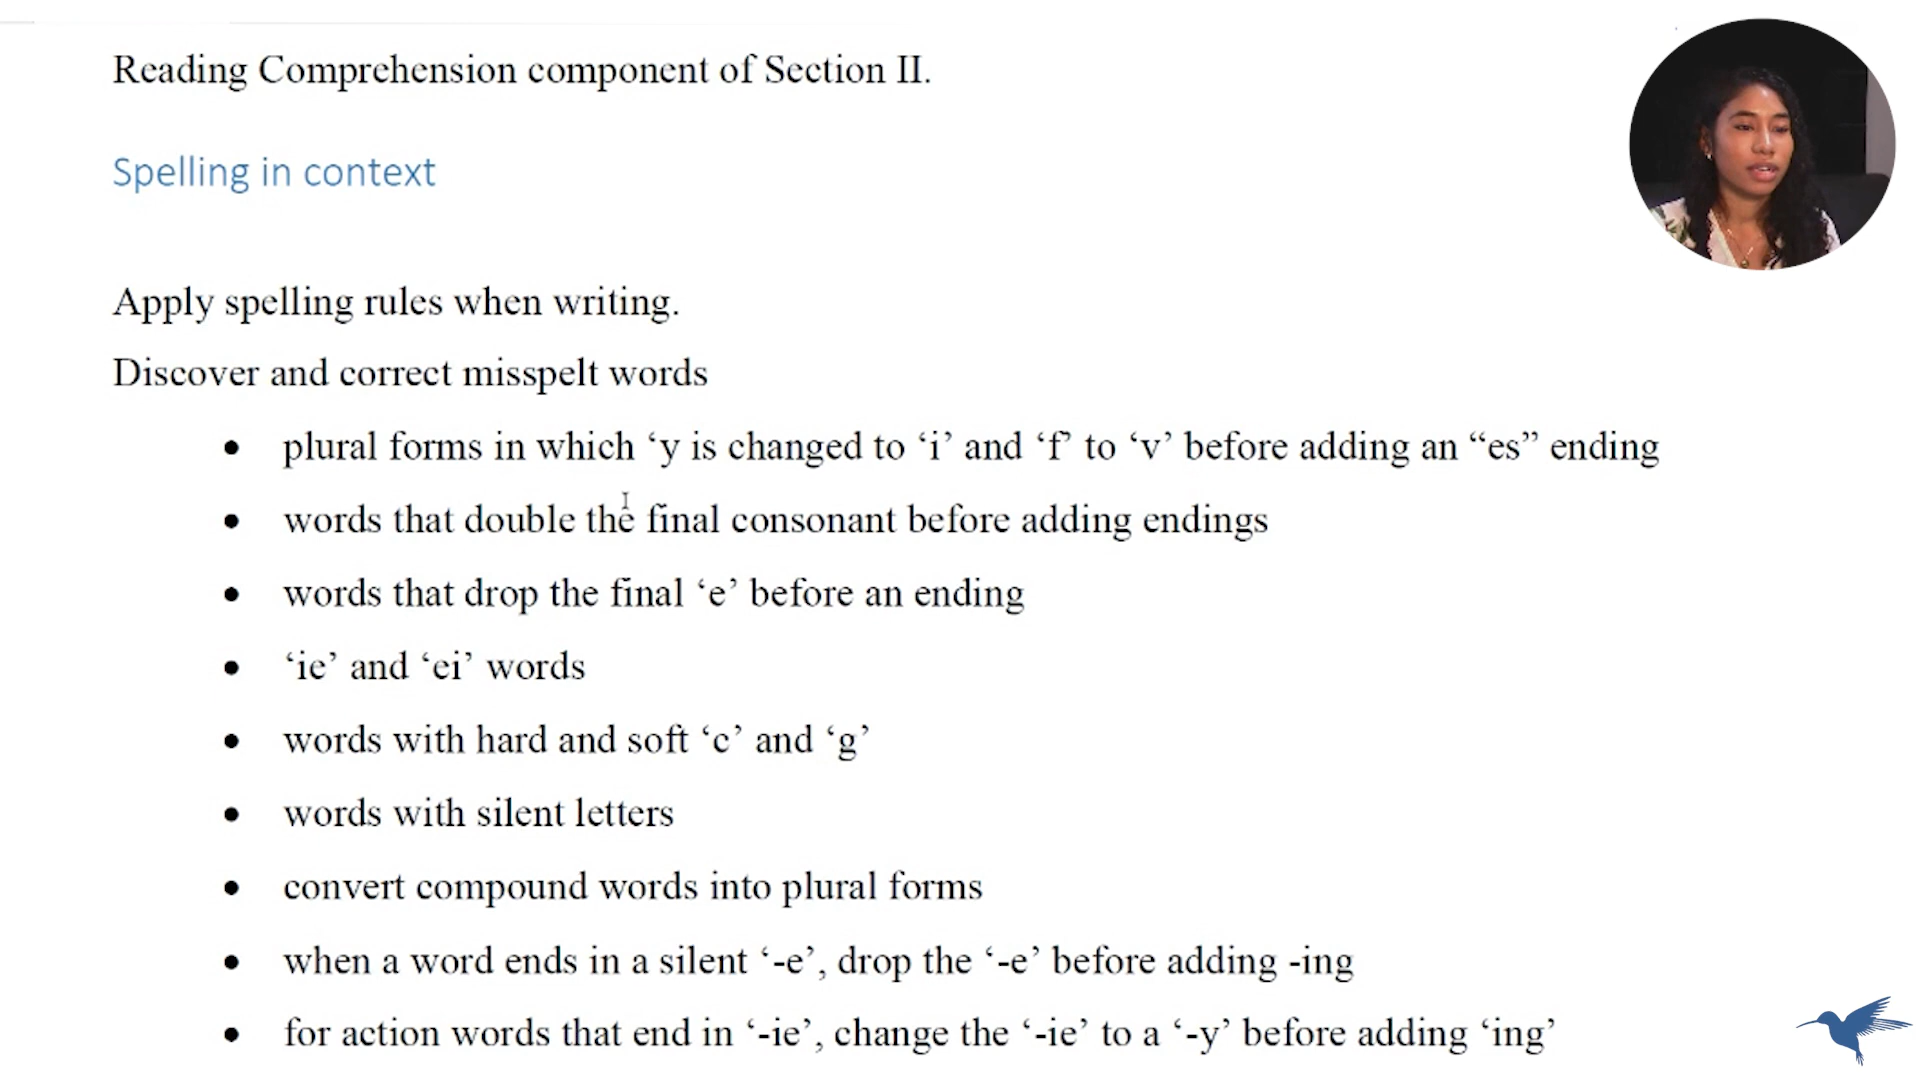 Reading Comprehension component of Section II.
Spelling in context
Apply spelling rules when writing.
Discover and correct misspelt words
• plural forms in which ‘y is changed to ‘i’ and ‘f’ to ‘v’ before adding an “es” ending
• words that double the final consonant before adding endings
• words that drop the final ‘e’ before an ending
• ‘ie’ and ‘ei’ words
• words with hard and soft ‘c’ and ‘g’
• words with silent letters
• convert compound words into plural forms
• when a word ends in a silent ‘-e’, drop the ‘-e’ before adding -ing
• for action words that end in ‘-ie’, change the ‘-ie’ to a ‘-y’ before adding ‘ing’